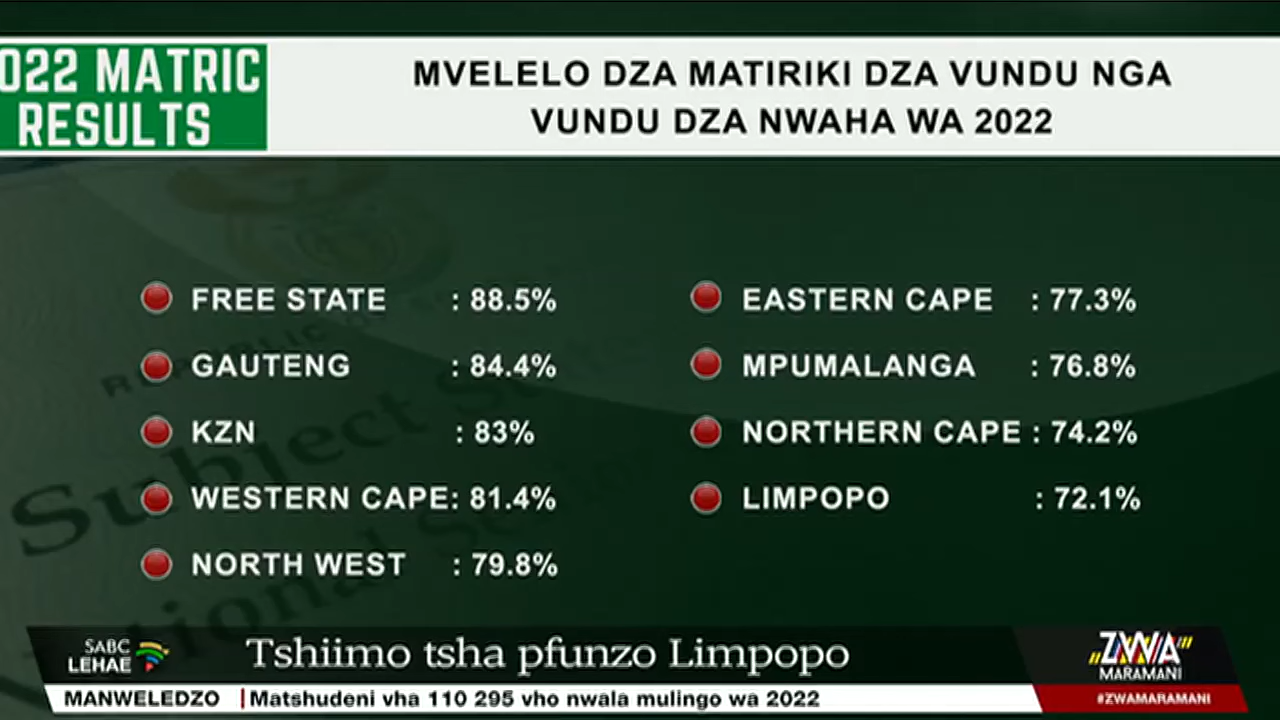 022 MATRIC
RESULTS
MVELELO DZA MATIRIKI DZA VUNDU NGA
VUNDU DZA NWAHA WA 2022
FREE STATE : 88.5%
GAUTENG : 84.4%
KZN : 83%
WESTERN CAPE: 81.4%
NORTH WEST : 79.8%
EASTERN CAPE : 77.3%
MPUMALANGA : 76.8%
NORTHERN CAPE : 74.2%
LIMPOPO : 72.1%
SABC
LEHAE
Tshiimo tsha pfunzo Limpopo
ZWA
MARAMANI
MANWELEDZO
Matshudeni vha 110 295 vho nwala mulingo wa 2022
#ZWAMARAMANI